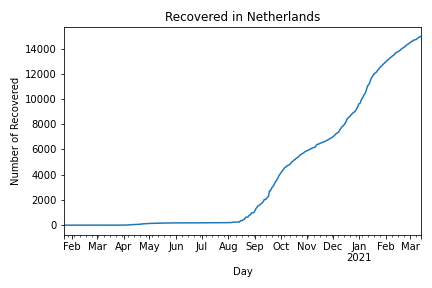 Recovered in Netherlands
Number of Recovered
14000
12000
10000
8000
6000
4000
2000
0
Feb Mar Apr May Jun Jul Aug Sep Oct Nov Dec Jan Feb Mar
2021
Day